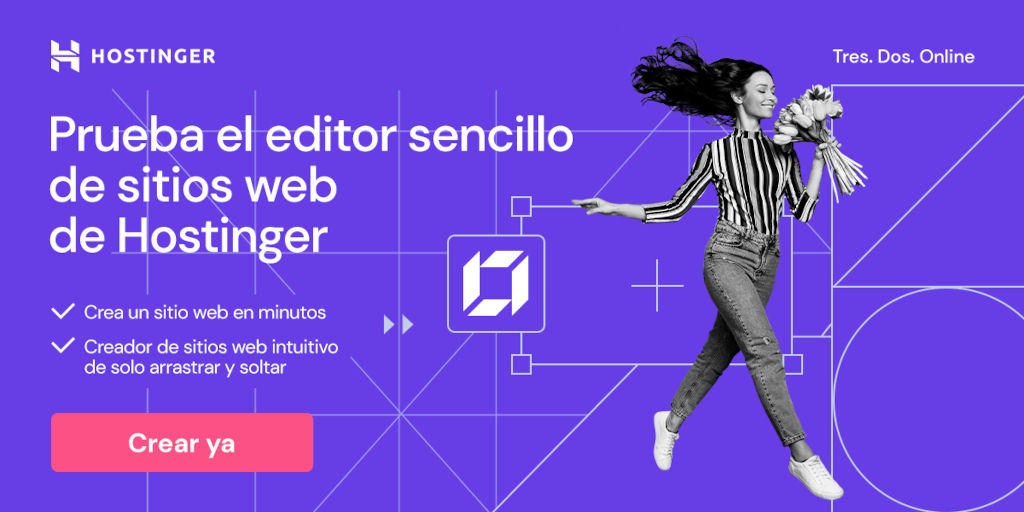 HOSTINGER
Tres. Dos. Online
Prueba el editor sencillo
de sitios web
de Hostinger
Crea un sitio web en minutos
Creador de sitios web intuitivo
de solo arrastrar y soltar
Crear ya